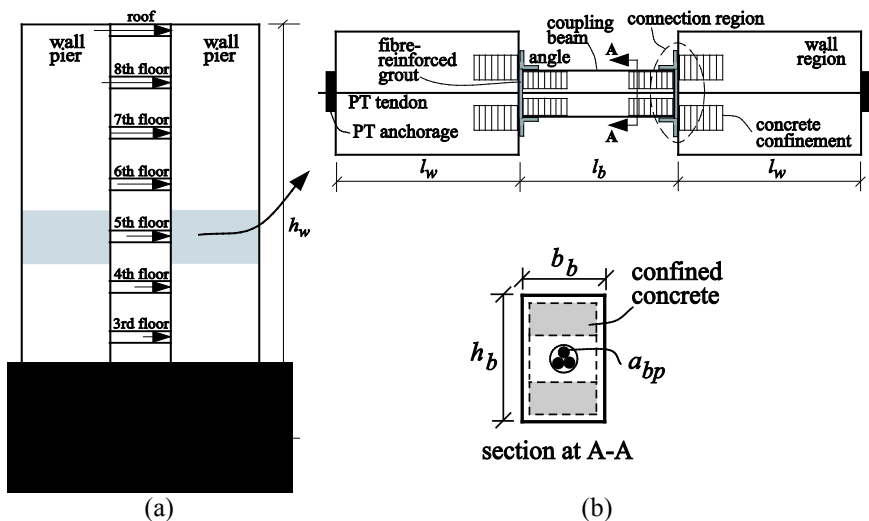 roof
wall
pier
wall
pier
8th floor
7th floor
6th floor
5th floor
4th floor
3rd floor
h_w
(a)
fibre-
reinforced
grout
angle
coupling
beam
A
connection region
wall
region
PT tendon
PT anchorage
A
concrete
confinement
l_w
l_b
l_w
b_b
confined
concrete
h_b
a_bp
section at A-A
(b)